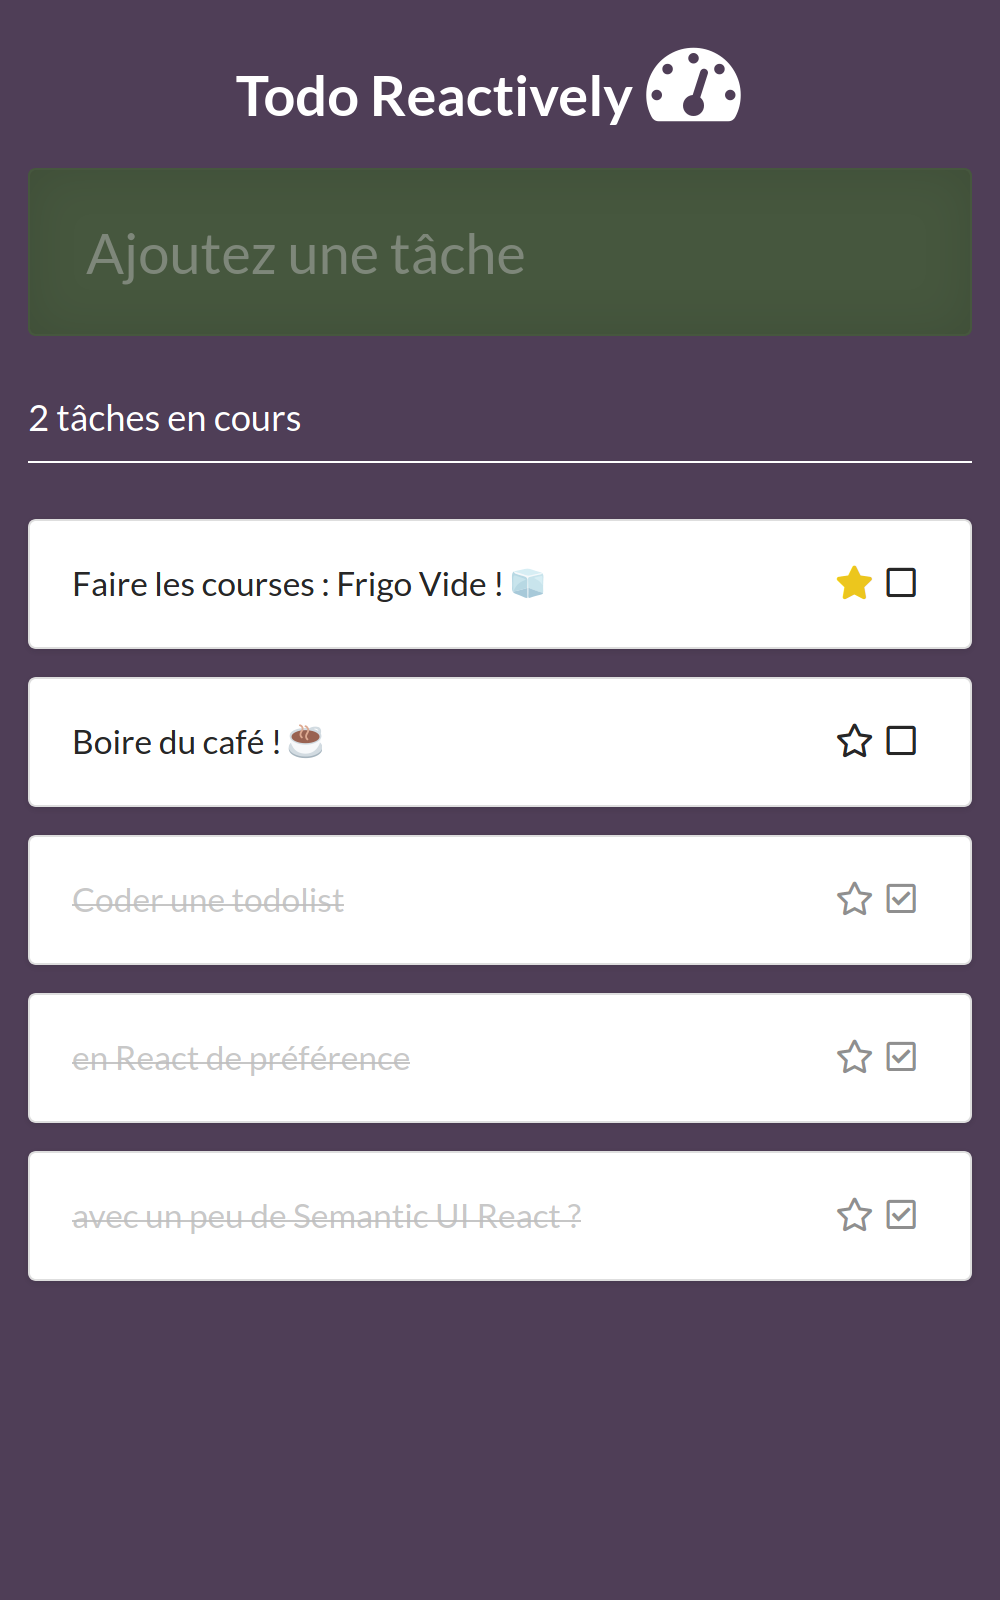 Todo Reactively
Ajoutez une tâche
2 tâches en cours
Faire les courses : Frigo Vide ! 🧊
Boire du café ! ☕
Coder une todolist
en React de préférence
avec un peu de Semantic UI React ?